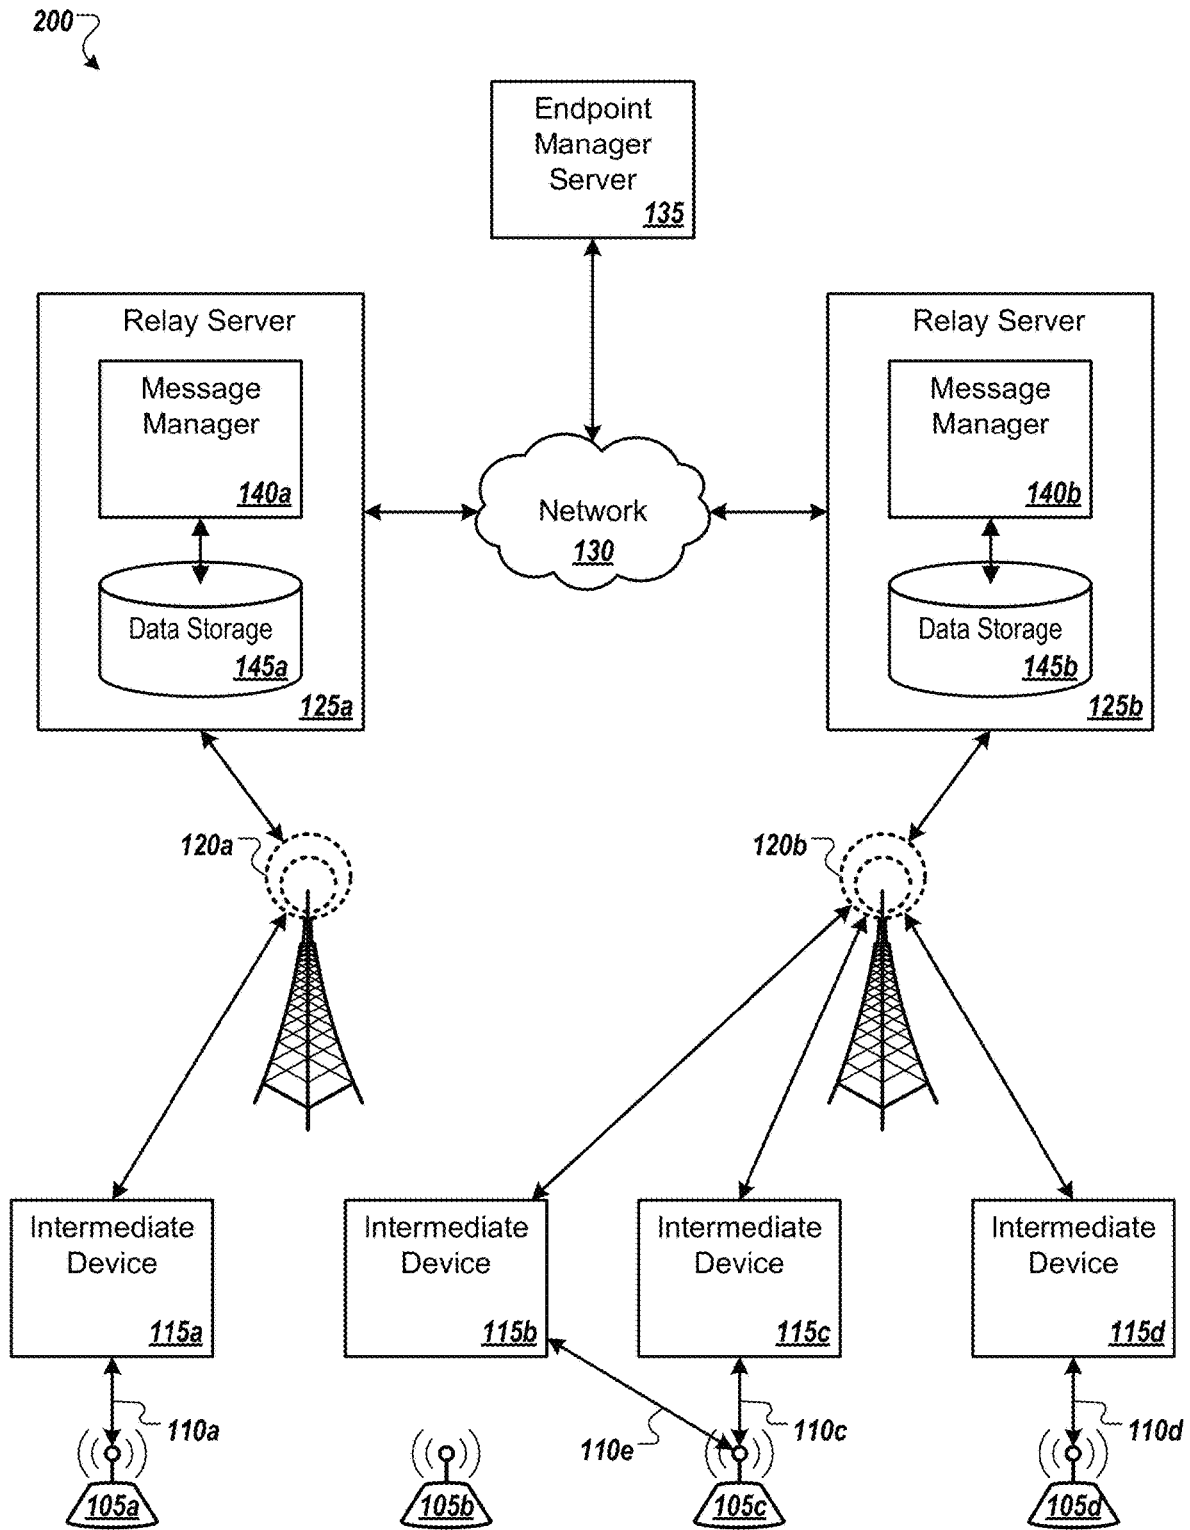 200
Endpoint
Manager
Server
135
Relay Server
Message
Manager
140a
Data Storage
145a
125a
Network
130
Relay Server
Message
Manager
140b
Data Storage
145b
125b
120a
120b
Intermediate
Device
115a
Intermediate
Device
115b
Intermediate
Device
115c
Intermediate
Device
115d
110a
110e
110c
110d
105a
105b
105c
105d